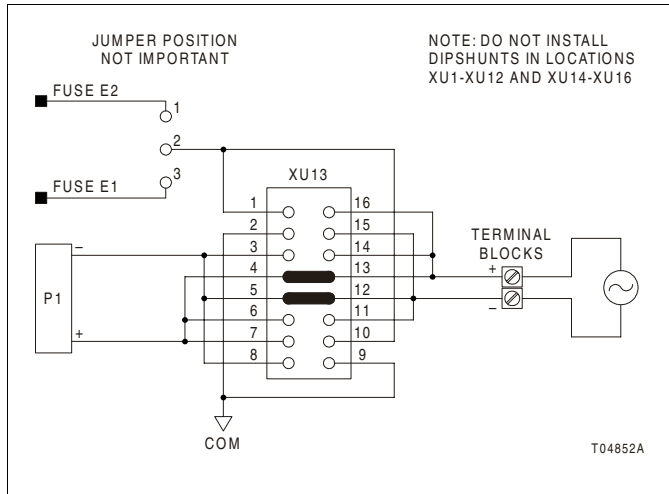 JUMPER POSITION
NOT IMPORTANT
NOTE: DO NOT INSTALL
DIPSHUNTS IN LOCATIONS
XU1-XU12 AND XU14-XU16
FUSE E2
1
2
3
FUSE E1
XU13
1 16
2 15
3 14
4 13
5 12
6 11
7 10
8 9
P1
–
+
TERMINAL
BLOCKS
+
–
COM
T04852A